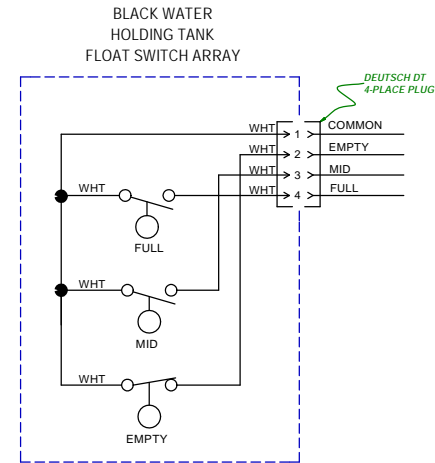 BLACK WATER
HOLDING TANK
FLOAT SWITCH ARRAY
DEUTSCH DT
4-PLACE PLUG
WHT 1 COMMON
WHT 2 EMPTY
WHT 3 MID
WHT WHT 4 FULL
FULL
WHT
MID
WHT
EMPTY